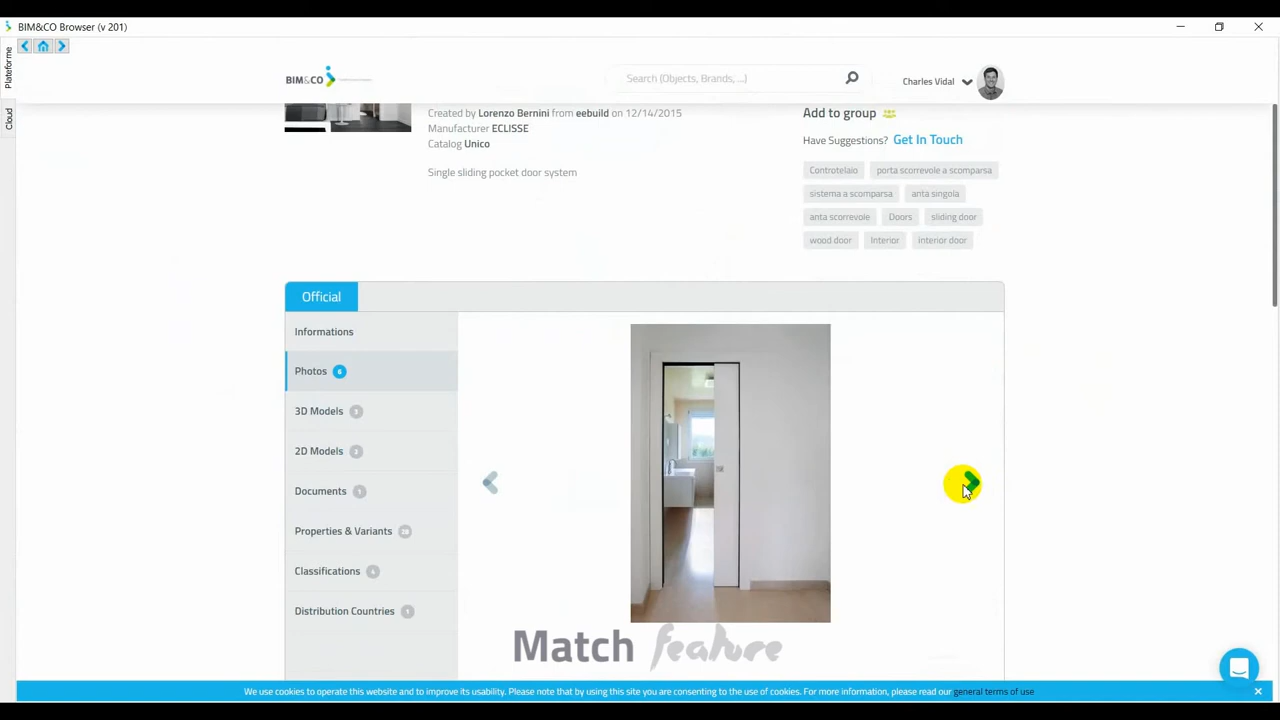 BIM&CO Browser (v 201)
Plateforme
Cloud
BIM&CO
Search (Objects, Brands, ...)
Charles Vidal
Created by Lorenzo Bernini from eebuild on 12/14/2015
Manufacturer ECLISSE
Catalog Unico
Single sliding pocket door system
Add to group
Have Suggestions? Get In Touch
Controtelaio porta scorrevole a scomparsa
sistema a scomparsa anta singola
anta scorrevole Doors sliding door
wood door Interior interior door
Official
Informations
Photos 6
3D Models 3
2D Models 3
Documents 1
Properties & Variants
Classifications 4
Distribution Countries 1
Match feature
We use cookies to operate this website and to improve its usability. Please note that by using this site you are consenting to the use of cookies. For more information, please read our general terms of use